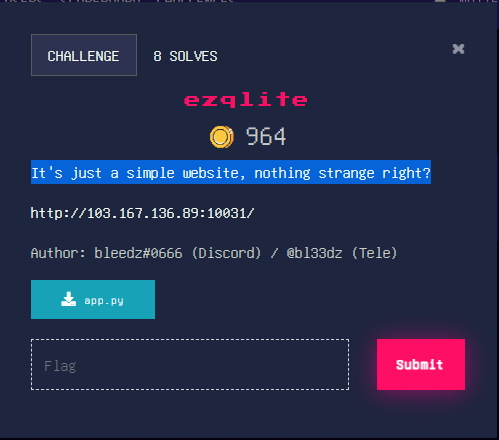 CHALLENGE 8 SOLVES
ezqlite
964
It's just a simple website, nothing strange right?
http://103.167.136.89:10031/
Author: bleedz#0666 (Discord) / @bl33dz (Tele)
app.py
Flag
Submit